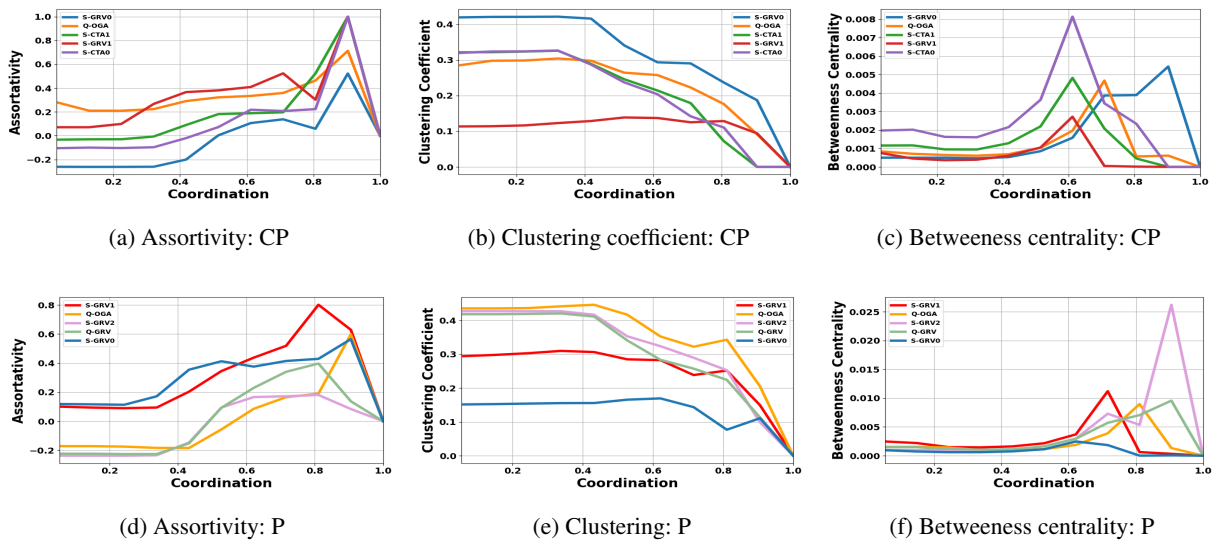 S-GRV0
Q-OGA
S-CTA1
S-GRV1
S-CTA0
1.0
0.8
0.6
0.4
0.2
0.0
−0.2
Assortativity
0.2 0.4 0.6 0.8 1.0
Coordination
(a) Assortivity: CP
S-GRV0
Q-OGA
S-CTA1
S-GRV1
S-CTA0
0.4
0.3
0.2
0.1
0.0
Clustering Coefficient
0.2 0.4 0.6 0.8 1.0
Coordination
(b) Clustering coefficient: CP
S-GRV0
Q-OGA
S-CTA1
S-GRV1
S-CTA0
0.008
0.007
0.006
0.005
0.004
0.003
0.002
0.001
0.000
Betweenness Centrality
0.2 0.4 0.6 0.8 1.0
Coordination
(c) Betweeness centrality: CP
S-GRV1
Q-OGA
S-GRV2
Q-GRV
S-GRV0
0.8
0.6
0.4
0.2
0.0
−0.2
Assortativity
0.2 0.4 0.6 0.8 1.0
Coordination
(d) Assortivity: P
S-GRV1
Q-OGA
S-GRV2
Q-GRV
S-GRV0
0.4
0.3
0.2
0.1
0.0
Clustering Coefficient
0.2 0.4 0.6 0.8 1.0
Coordination
(e) Clustering: P
S-GRV1
Q-OGA
S-GRV2
Q-GRV
S-GRV0
0.025
0.020
0.015
0.010
0.005
0.000
Betweenness Centrality
0.2 0.4 0.6 0.8 1.0
Coordination
(f) Betweeness centrality: P